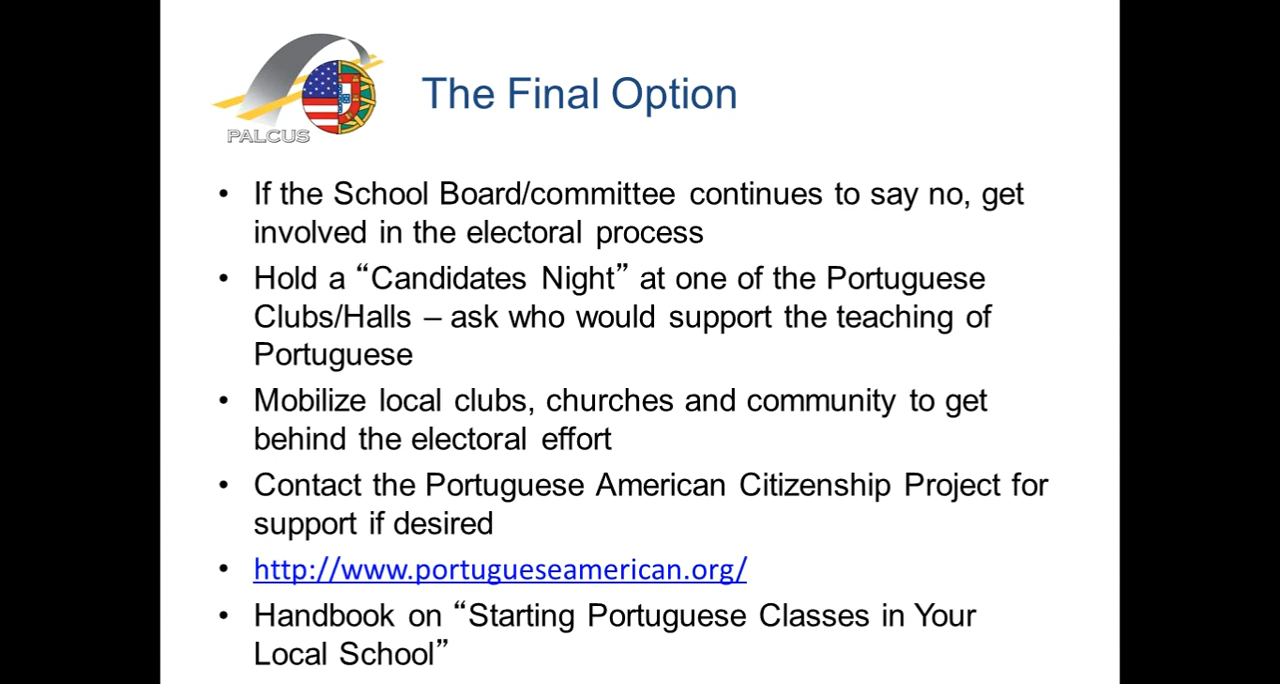 PALCUS
The Final Option
• If the School Board/committee continues to say no, get
involved in the electoral process
• Hold a “Candidates Night” at one of the Portuguese
Clubs/Halls – ask who would support the teaching of
Portuguese
• Mobilize local clubs, churches and community to get
behind the electoral effort
• Contact the Portuguese American Citizenship Project for
support if desired
• http://www.portugueseamerican.org/
• Handbook on “Starting Portuguese Classes in Your
Local School”